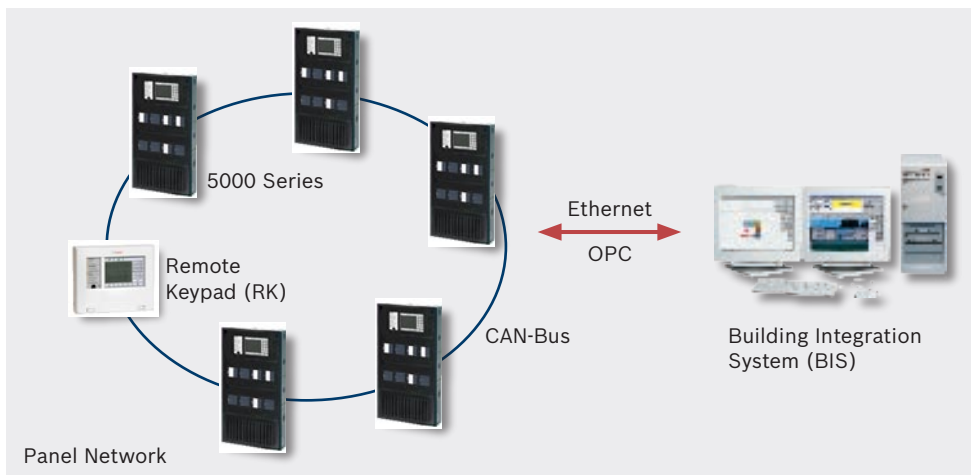 5000 Series
Ethernet
OPC
Remote
Keypad (RK)
CAN-Bus
Building Integration
System (BIS)
Panel Network